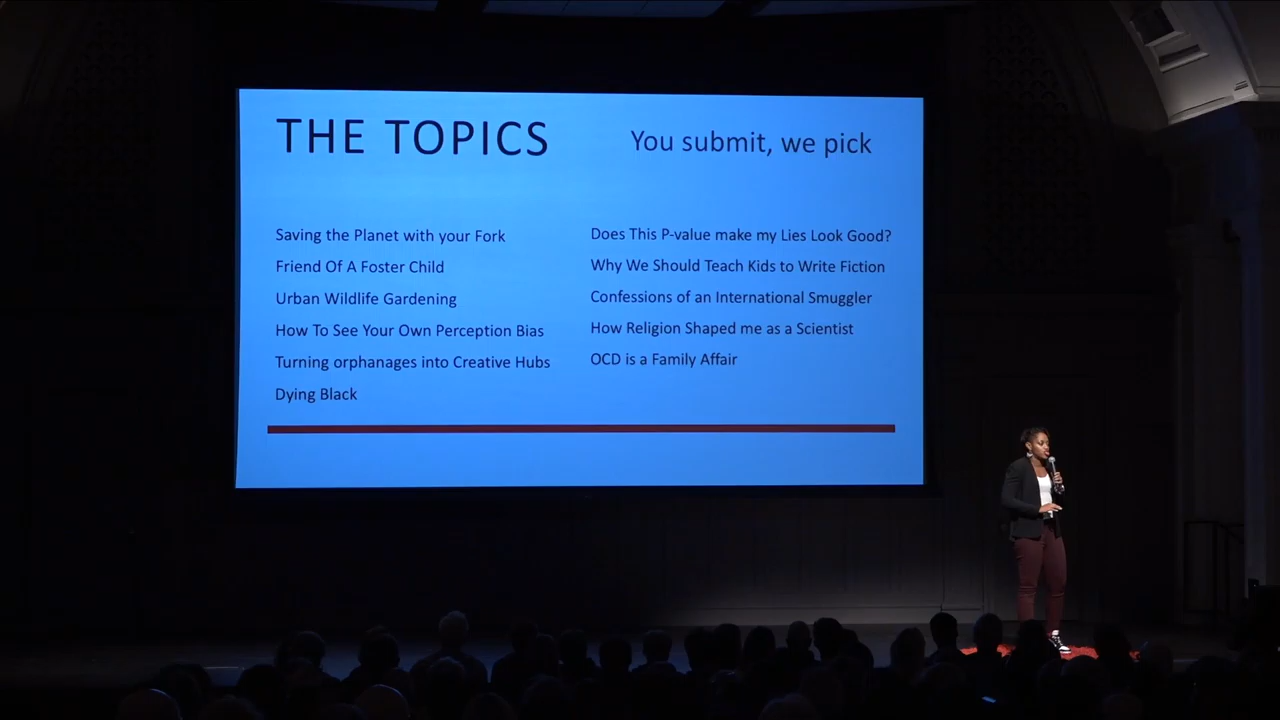 THE TOPICS
You submit, we pick
Saving the Planet with your Fork
Friend Of A Foster Child
Urban Wildlife Gardening
How To See Your Own Perception Bias
Turning orphanages into Creative Hubs
Dying Black
Does This P-value make my Lies Look Good?
Why We Should Teach Kids to Write Fiction
Confessions of an International Smuggler
How Religion Shaped me as a Scientist
OCD is a Family Affair